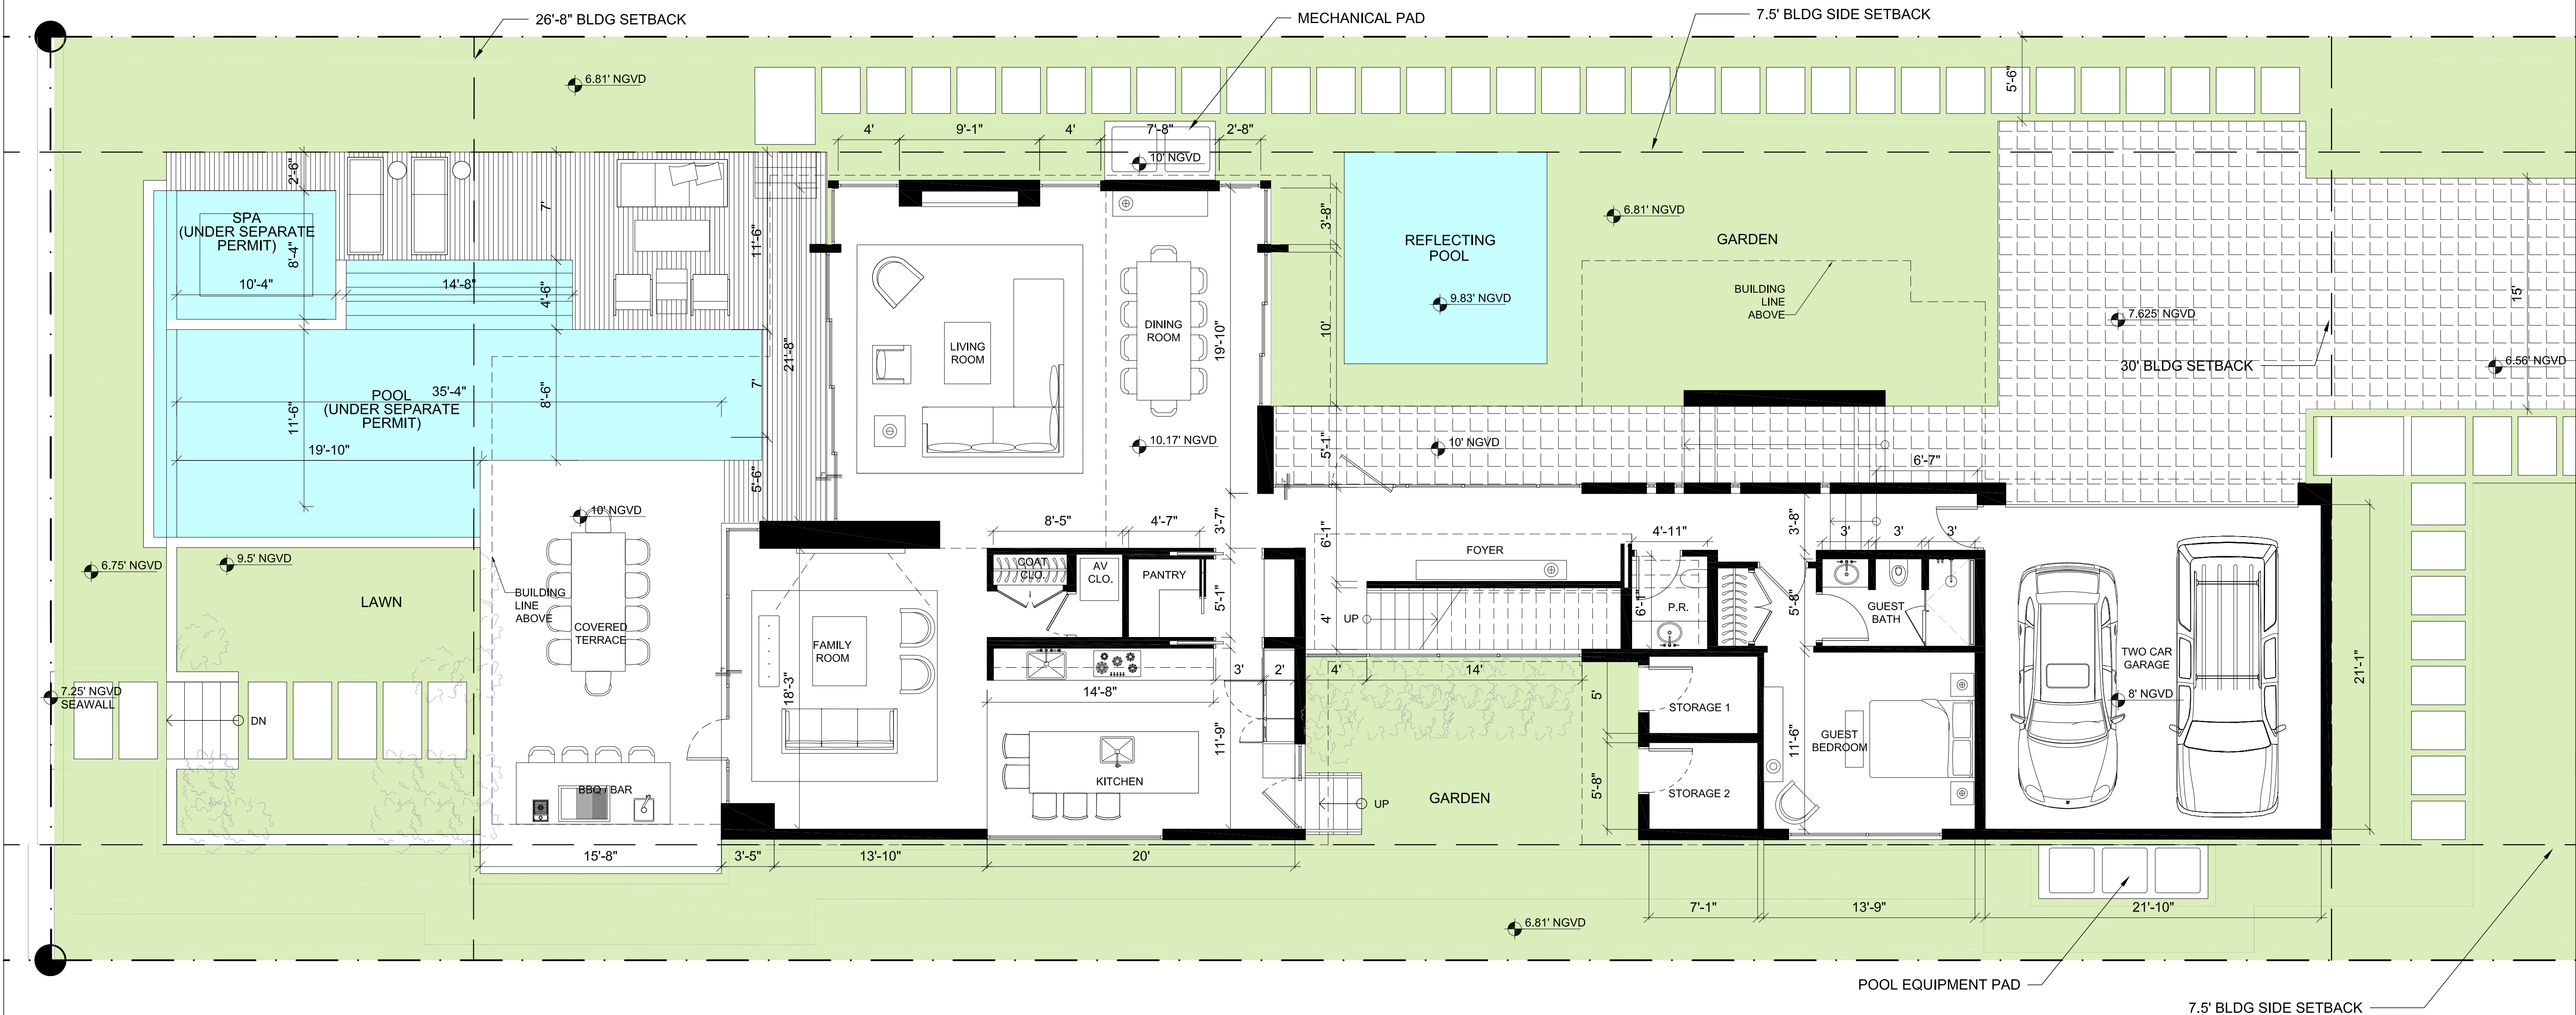 26'-8" BLDG SETBACK
MECHANICAL PAD
7.5' BLDG SIDE SETBACK
6.81' NGVD
5'-6"
4'
9'-1"
4'
7'-8"
2'-8"
10' NGVD
2'-6"
7'
11'-6"
SPA
(UNDER SEPARATE
PERMIT)
8'-4"
10'-4"
14'-8"
4'-6"
3'-8"
6.81' NGVD
GARDEN
REFLECTING
POOL
9.83' NGVD
BUILDING
LINE
ABOVE
15'
7.625' NGVD
10'
LIVING
ROOM
DINING
ROOM
19'-10"
21'-8"
7'
30' BLDG SETBACK
6.56' NGVD
POOL
(UNDER SEPARATE
PERMIT)
35'-4"
8'-6"
11'-6"
19'-10"
10.17' NGVD
10' NGVD
5'-1"
6'-7"
5'-6"
10' NGVD
8'-5"
4'-7"
3'-7"
6'-1"
4'-11"
3'-8"
3'
3'
3'
FOYER
6.75' NGVD
9.5' NGVD
LAWN
BUILDING
LINE
ABOVE
COVERED
TERRACE
COAT
CLO.
AV
CLO.
PANTRY
5'-1"
4'
UP
6'-1"
P.R.
5'-8"
GUEST
BATH
FAMILY
ROOM
18'-3"
TWO CAR
GARAGE
8' NGVD
21'-1"
7.25' NGVD
SEAWALL
DN
14'-8"
3'
2'
4'
14'
5'
STORAGE 1
11'-9"
11'-6"
GUEST
BEDROOM
BBQ / BAR
KITCHEN
UP
GARDEN
5'-8"
STORAGE 2
15'-8"
3'-5"
13'-10"
20'
7'-1"
13'-9"
21'-10"
6.81' NGVD
POOL EQUIPMENT PAD
7.5' BLDG SIDE SETBACK